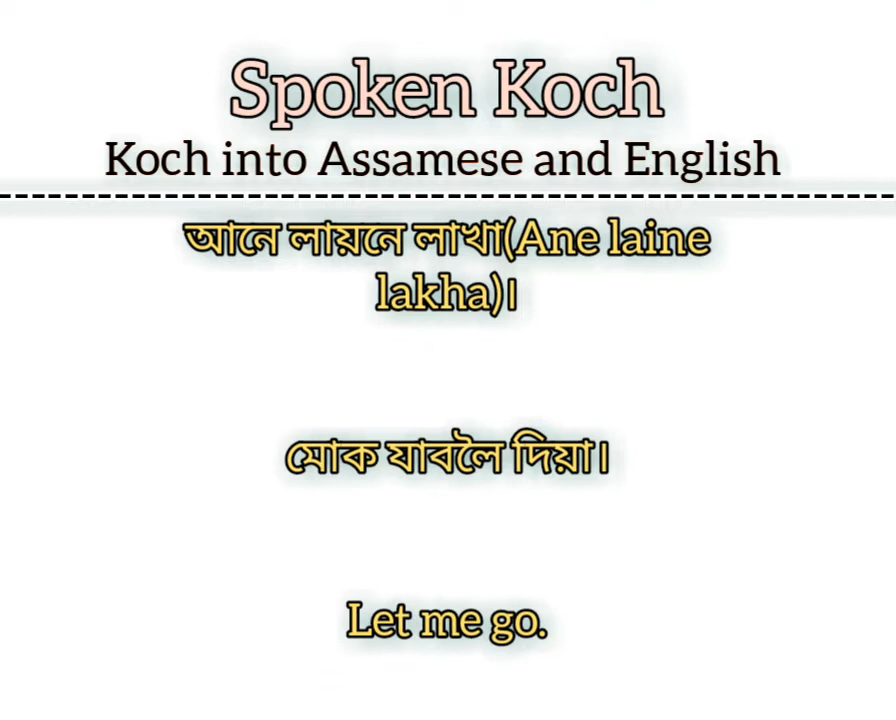 Spoken Koch
Koch into Assamese and English
আনে লায়নে লাখা(Ane laine
lakha)।
মোক যাবলৈ দিয়া।
Let me go.